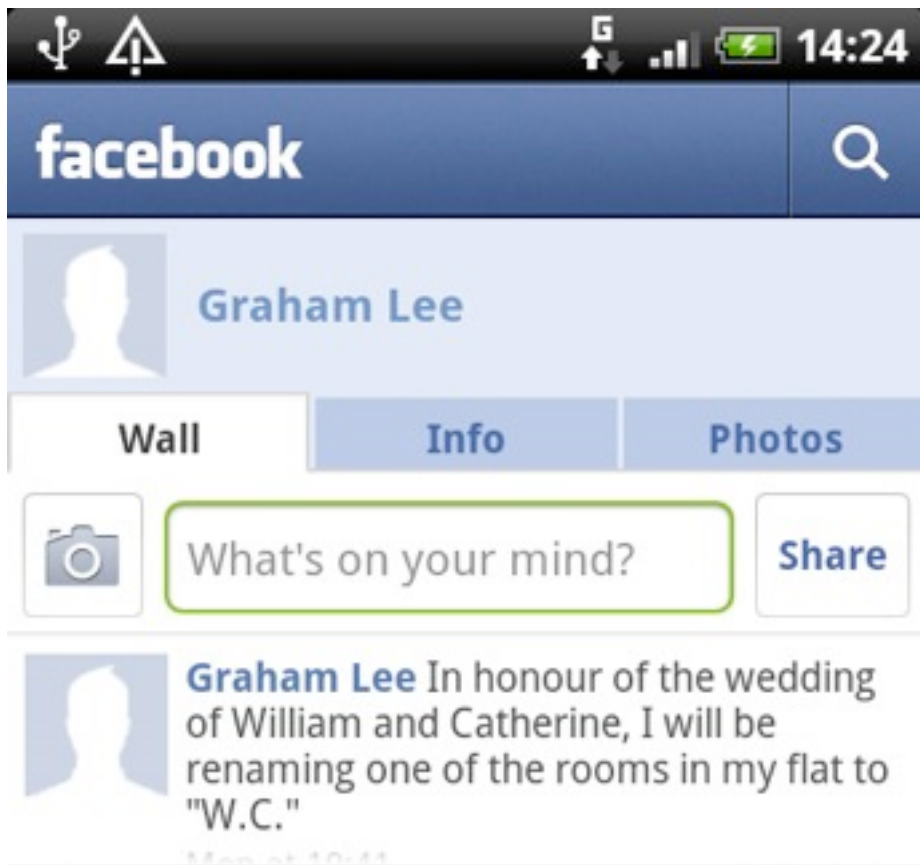 G 14:24
facebook
Graham Lee
Wall Info Photos
What's on your mind? Share
Graham Lee In honour of the wedding
of William and Catherine, I will be
renaming one of the rooms in my flat to
"W.C."